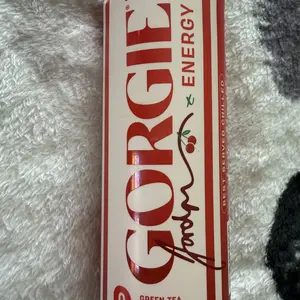 GORGIE
ENERGY
BEST SERVED CHILLED
GREEN TEA